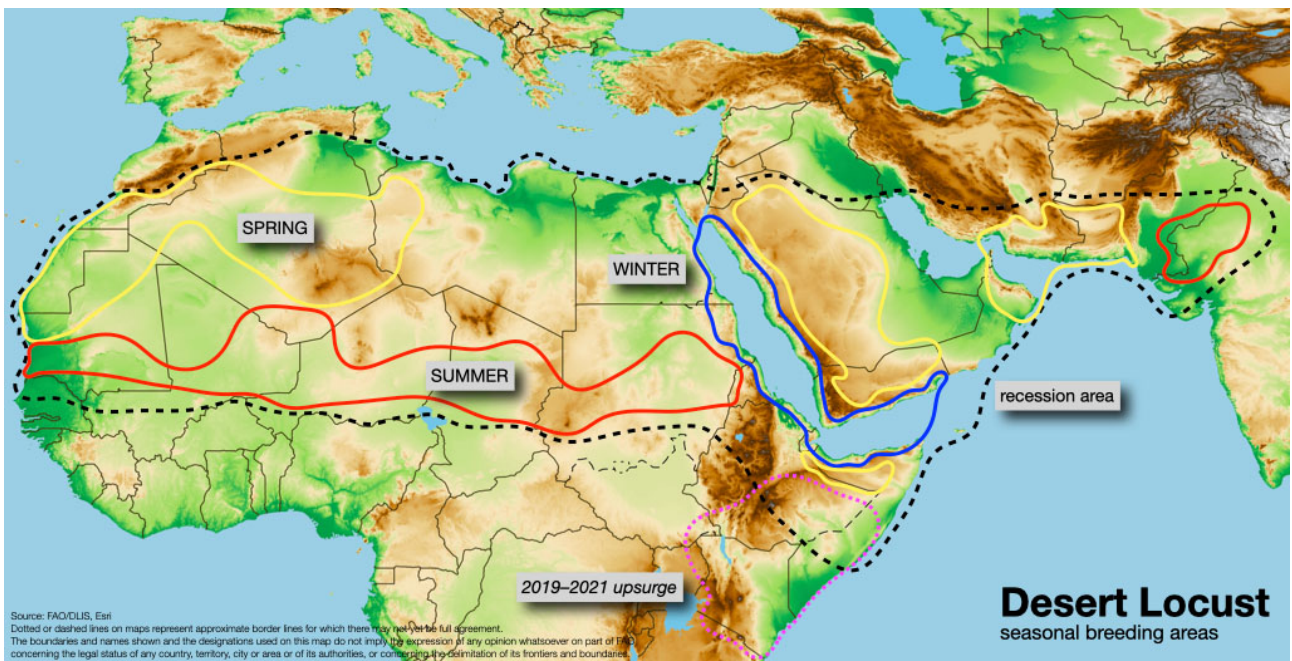 SPRING
WINTER
SUMMER
recession area
2019–2021 upsurge
Desert Locust
seasonal breeding areas
Source: FAO/DLIS, Esri
Dotted or dashed lines on maps represent approximate border lines for which there may not yet be full agreement.
The boundaries and names shown and the designations used on this map do not imply the expression of any opinion whatsoever on part of FAO
concerning the legal status of any country, territory, city or area or of its authorities, or concerning the delimitation of its frontiers and boundaries.